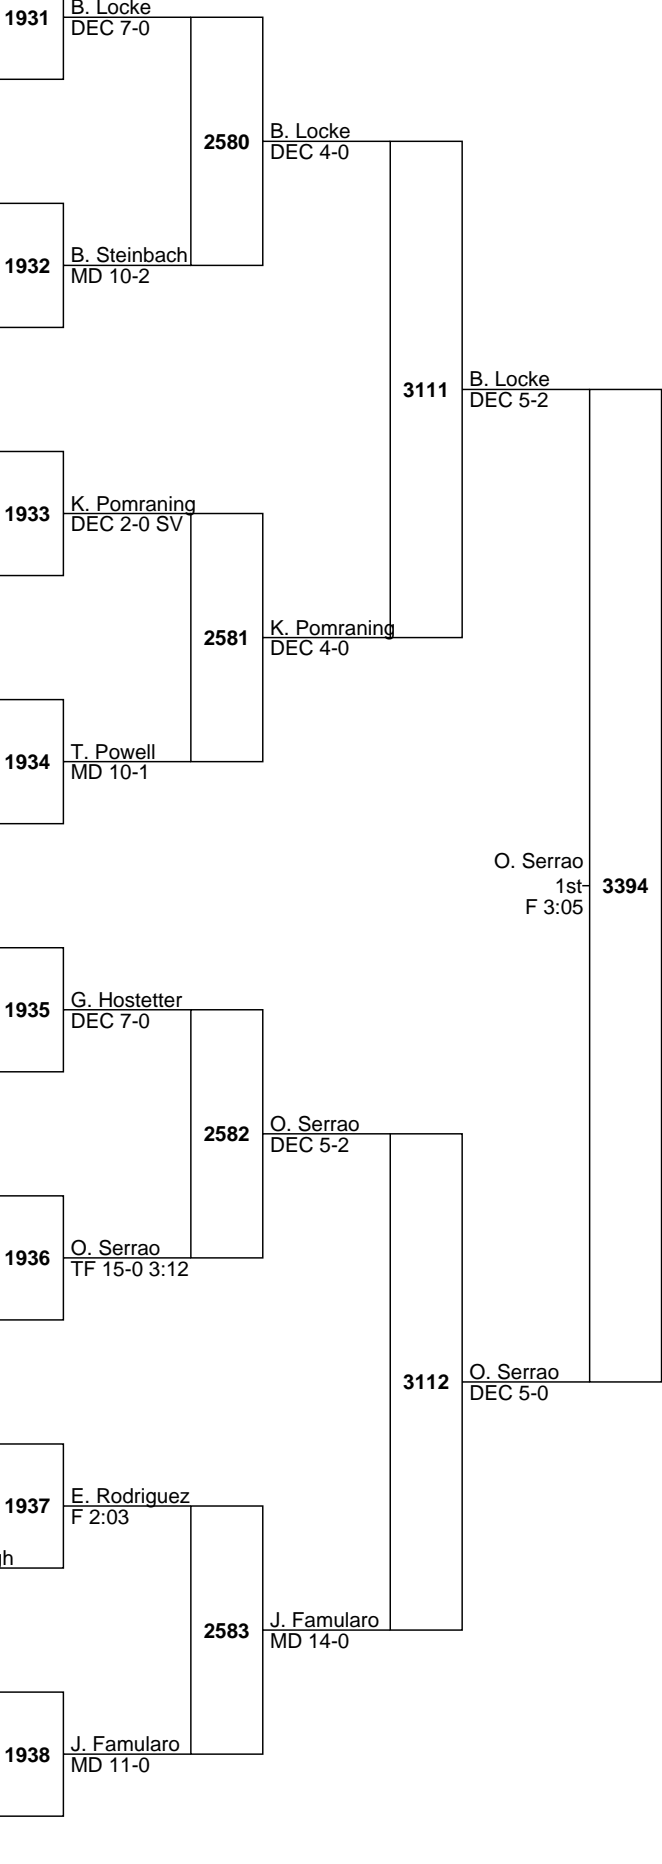 1931
B. Locke
DEC 7-0
2580
B. Locke
DEC 4-0
1932
B. Steinbach
MD 10-2
3111
B. Locke
DEC 5-2
1933
K. Pomraning
DEC 2-0 SV
2581
K. Pomraning
DEC 4-0
1934
T. Powell
MD 10-1
O. Serrao
1st
F 3:05
3394
1935
G. Hostetter
DEC 7-0
2582
O. Serrao
DEC 5-2
1936
O. Serrao
TF 15-0 3:12
3112
O. Serrao
DEC 5-0
1937
E. Rodriguez
F 2:03
2583
J. Famularo
MD 14-0
1938
J. Famularo
MD 11-0